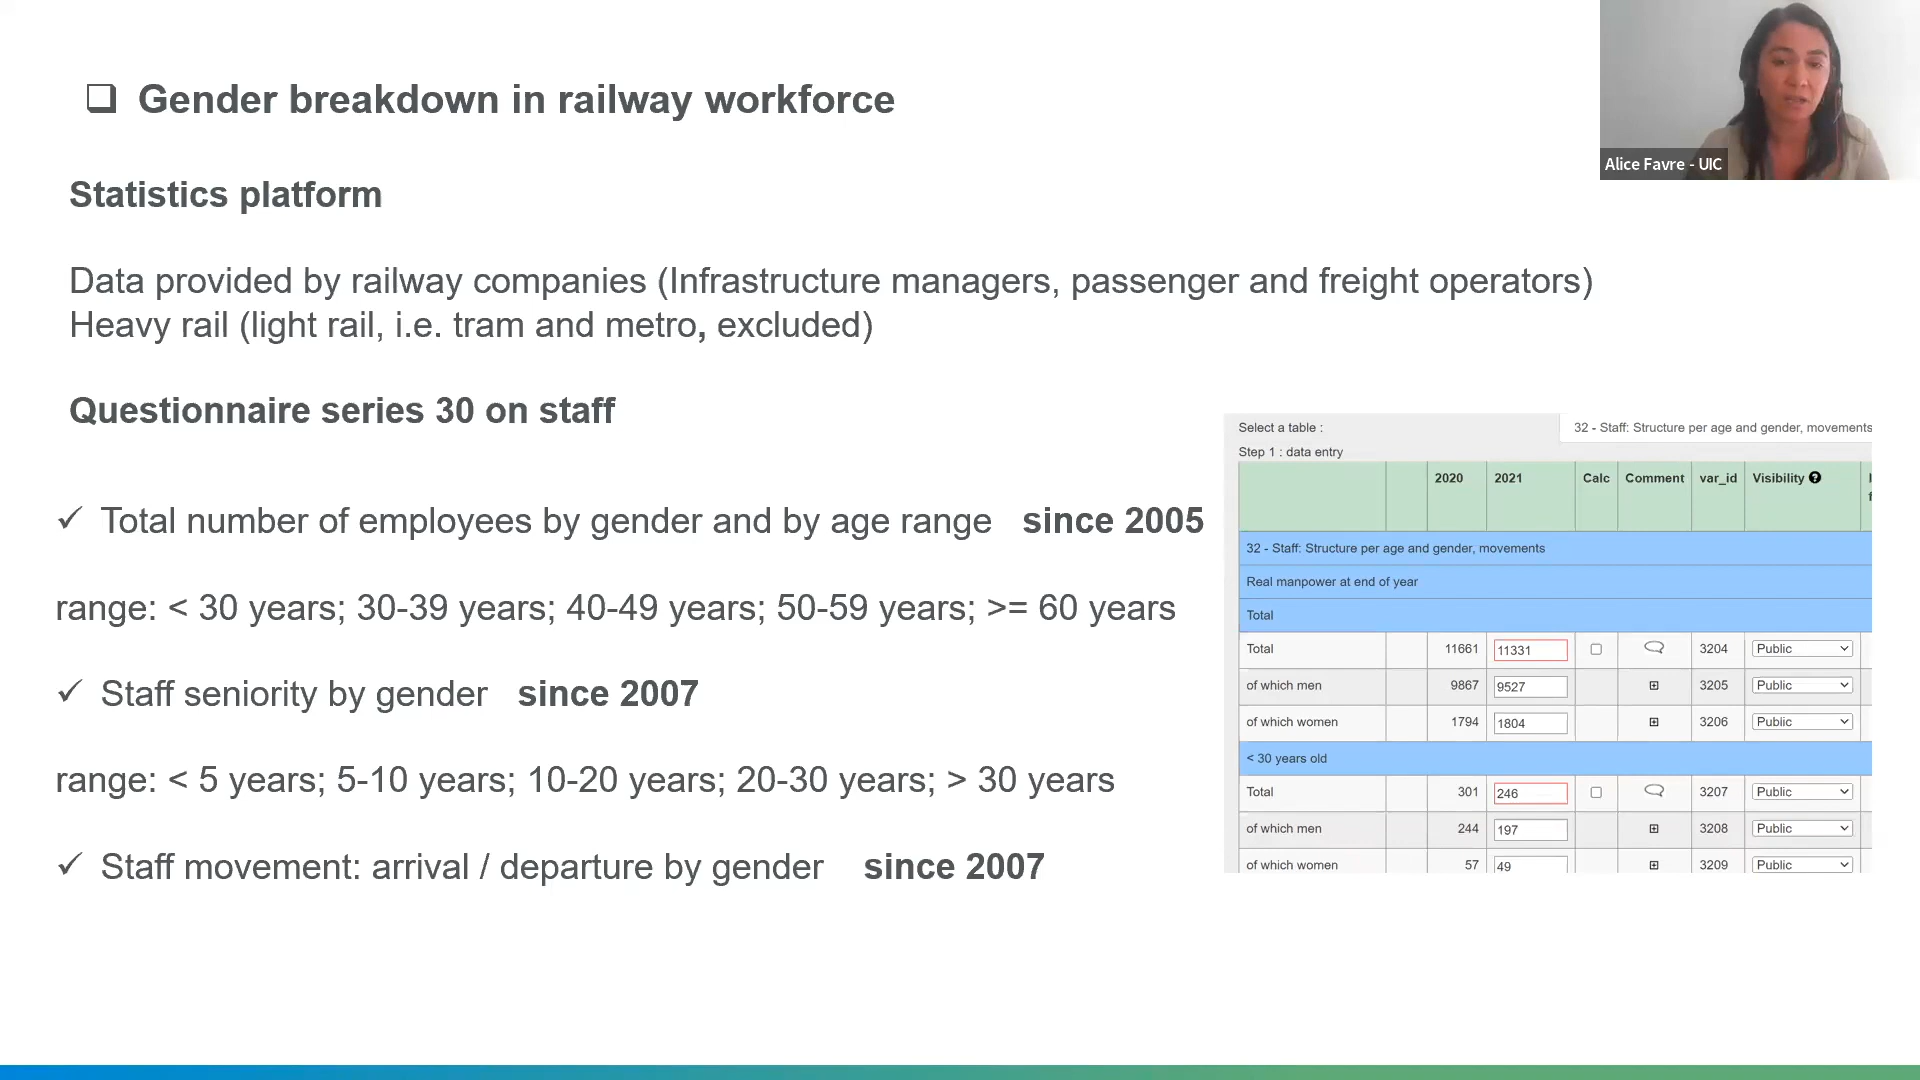 Gender breakdown in railway workforce
Alice Favre - UIC
Statistics platform
Data provided by railway companies (Infrastructure managers, passenger and freight operators)
Heavy rail (light rail, i.e. tram and metro, excluded)
Questionnaire series 30 on staff
Total number of employees by gender and by age range since 2005
range: < 30 years; 30-39 years; 40-49 years; 50-59 years; >= 60 years
Staff seniority by gender since 2007
range: < 5 years; 5-10 years; 10-20 years; 20-30 years; > 30 years
Staff movement: arrival / departure by gender since 2007
Select a table : 32 - Staff: Structure per age and gender, movements
Step 1 : data entry
2020 2021 Calc Comment var_id Visibility
32 - Staff: Structure per age and gender, movements
Real manpower at end of year
Total
Total 11661 11331 3204 Public
of which men 9867 9527 3205 Public
of which women 1794 1804 3206 Public
< 30 years old
Total 301 246 3207 Public
of which men 244 197 3208 Public
of which women 57 49 3209 Public